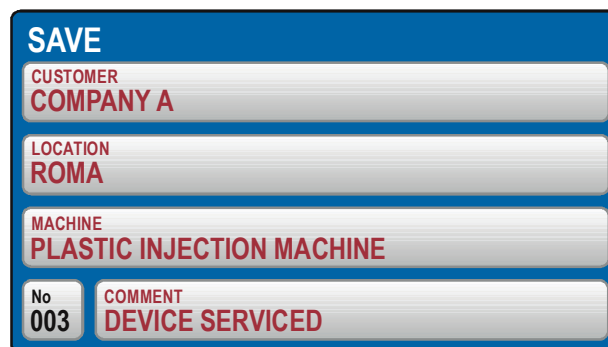 SAVE
CUSTOMER
COMPANY A
LOCATION
ROMA
MACHINE
PLASTIC INJECTION MACHINE
No
003
COMMENT
DEVICE SERVICED